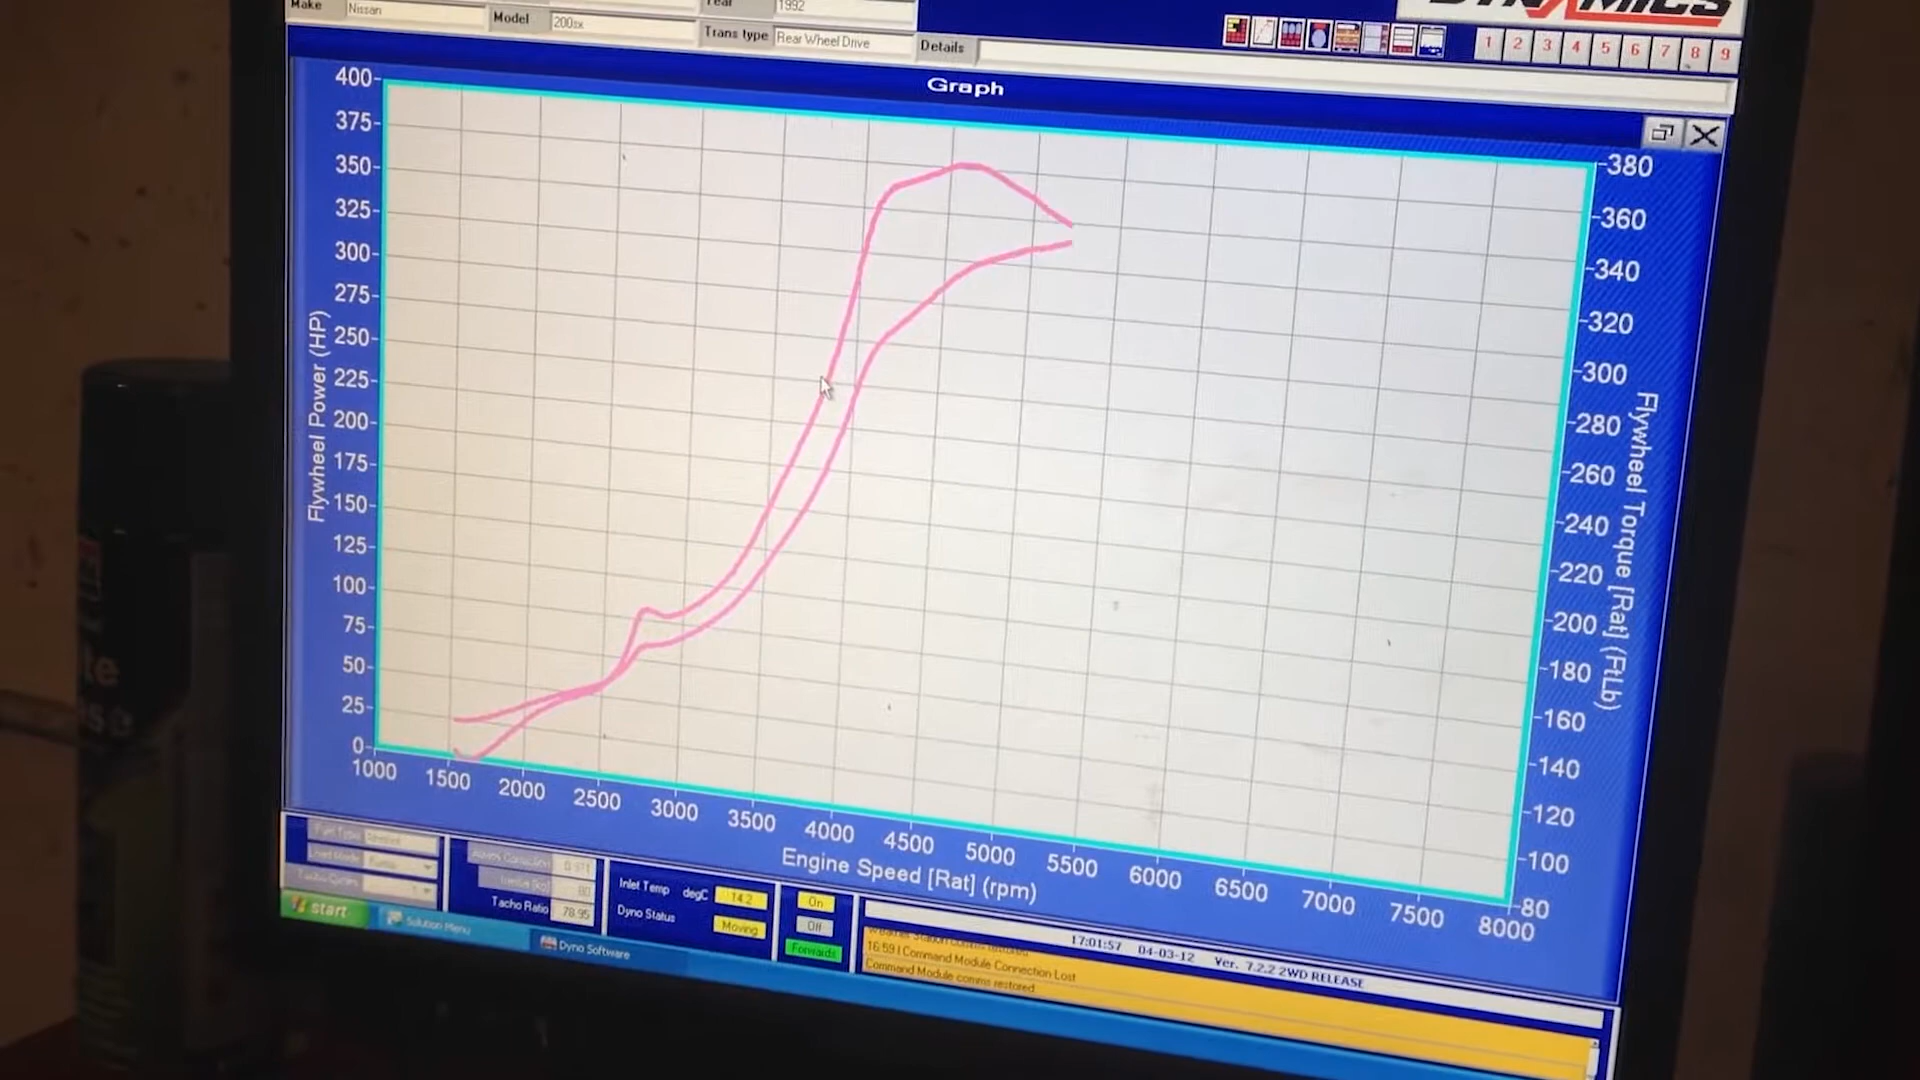 Make Nissan Model 200sx Year 1992
Trans type Rear Wheel Drive Details
DYNAMICS
1 2 3 4 5 6 7 8 9
Graph
400
375
350
325
300
275
250
225
200
175
150
125
100
75
50
25
0
Flywheel Power (HP)
380
360
340
320
300
280
260
240
220
200
180
160
140
120
100
80
Flywheel Torque [Rat] (FtLb)
1000 1500 2000 2500 3000 3500 4000 4500 5000 5500 6000 6500 7000 7500 8000
Engine Speed [Rat] (rpm)
Tacho Ratio 78.95
Inlet Temp degC 14.2
Dyno Status Moving
On
Off
Forwards
17:01:57 04-03-12 Ver. 7.2.2 2WD RELEASE
16:59 | Command Module Connection Lost
Command Module comms restored
start Solution Menu Dyno Software